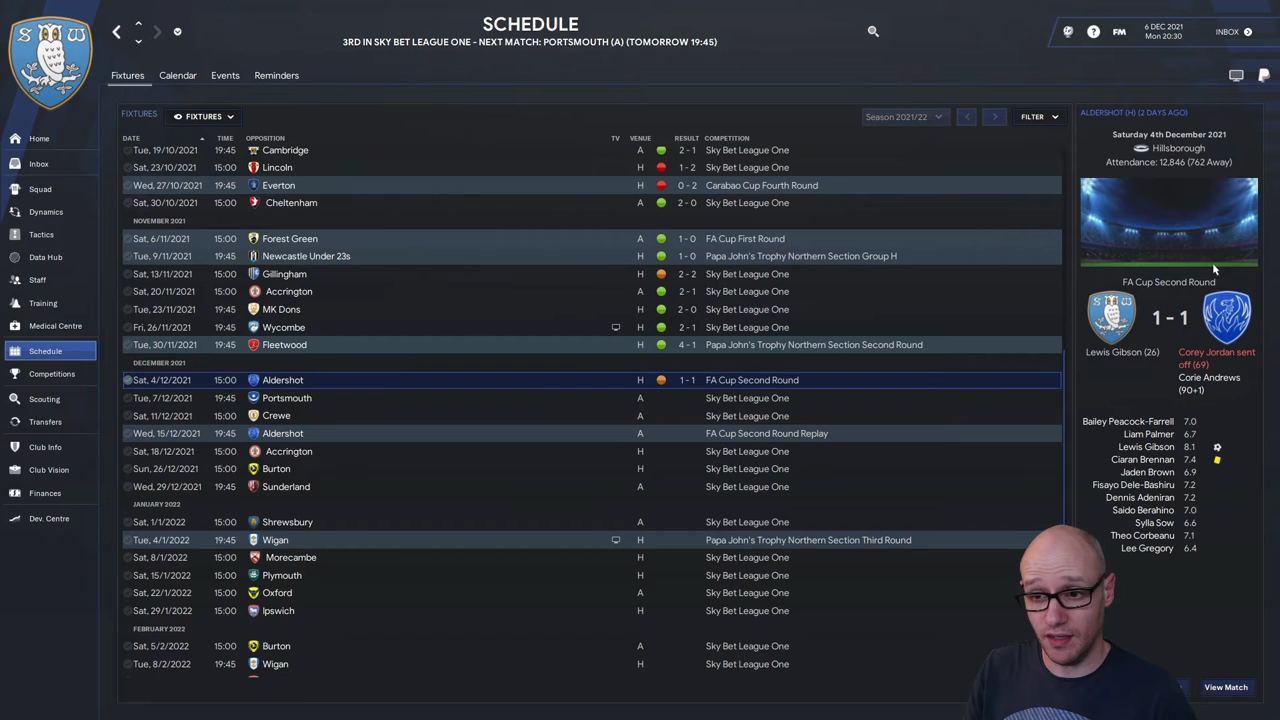 SCHEDULE
3RD IN SKY BET LEAGUE ONE - NEXT MATCH: PORTSMOUTH (A) (TOMORROW 19:45)
6 DEC 2021
Mon 20:30
FM
INBOX
Fixtures Calendar Events Reminders
Home
Inbox
Squad
Dynamics
Tactics
Data Hub
Staff
Training
Medical Centre
Schedule
Competitions
Scouting
Transfers
Club Info
Club Vision
Finances
Dev. Centre
FIXTURES FIXTURES Season 2021/22 FILTER
DATE TIME OPPOSITION TV VENUE RESULT COMPETITION
Tue, 19/10/2021 19:45 Cambridge A 2 - 1 Sky Bet League One
Sat, 23/10/2021 15:00 Lincoln H 1 - 2 Sky Bet League One
Wed, 27/10/2021 19:45 Everton H 0 - 2 Carabao Cup Fourth Round
Sat, 30/10/2021 15:00 Cheltenham A 2 - 0 Sky Bet League One
NOVEMBER 2021
Sat, 6/11/2021 15:00 Forest Green A 1 - 0 FA Cup First Round
Tue, 9/11/2021 19:45 Newcastle Under 23s H 1 - 0 Papa John's Trophy Northern Section Group H
Sat, 13/11/2021 15:00 Gillingham H 2 - 2 Sky Bet League One
Sat, 20/11/2021 15:00 Accrington A 2 - 1 Sky Bet League One
Tue, 23/11/2021 19:45 MK Dons H 2 - 0 Sky Bet League One
Fri, 26/11/2021 19:45 Wycombe H 2 - 1 Sky Bet League One
Tue, 30/11/2021 19:45 Fleetwood H 4 - 1 Papa John's Trophy Northern Section Second Round
DECEMBER 2021
Sat, 4/12/2021 15:00 Aldershot H 1 - 1 FA Cup Second Round
Tue, 7/12/2021 19:45 Portsmouth A Sky Bet League One
Sat, 11/12/2021 15:00 Crewe A Sky Bet League One
Wed, 15/12/2021 19:45 Aldershot A FA Cup Second Round Replay
Sat, 18/12/2021 15:00 Accrington H Sky Bet League One
Sun, 26/12/2021 15:00 Burton H Sky Bet League One
Wed, 29/12/2021 19:45 Sunderland H Sky Bet League One
JANUARY 2022
Sat, 1/1/2022 15:00 Shrewsbury A Sky Bet League One
Tue, 4/1/2022 19:45 Wigan H Papa John's Trophy Northern Section Third Round
Sat, 8/1/2022 15:00 Morecambe H Sky Bet League One
Sat, 15/1/2022 15:00 Plymouth H Sky Bet League One
Sat, 22/1/2022 15:00 Oxford A Sky Bet League One
Sat, 29/1/2022 15:00 Ipswich H Sky Bet League One
FEBRUARY 2022
Sat, 5/2/2022 15:00 Burton A Sky Bet League One
Tue, 8/2/2022 19:45 Wigan H Sky Bet League One
ALDERSHOT (H) (2 DAYS AGO)
Saturday 4th December 2021
Hillsborough
Attendance: 12,846 (762 Away)
FA Cup Second Round
1 - 1
Lewis Gibson (26)
Corey Jordan sent
off (69)
Corie Andrews
(90+1)
Bailey Peacock-Farrell 7.0
Liam Palmer 6.7
Lewis Gibson 8.1
Ciaran Brennan 7.4
Jaden Brown 6.9
Fisayo Dele-Bashiru 7.2
Dennis Adeniran 7.2
Saido Berahino 7.0
Sylla Sow 6.6
Theo Corbeanu 7.1
Lee Gregory 6.4
View Match